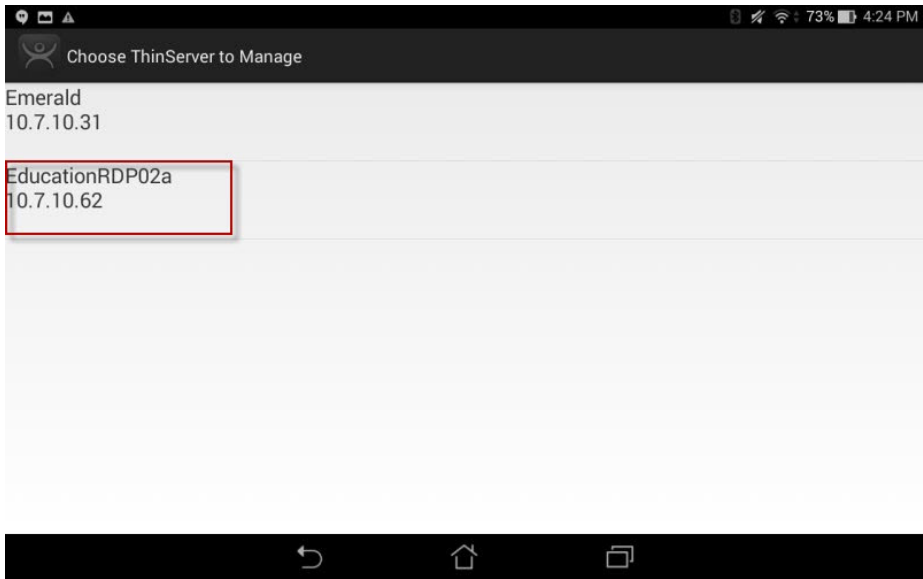 73% 4:24 PM
Choose ThinServer to Manage
Emerald
10.7.10.31
EducationRDP02a
10.7.10.62